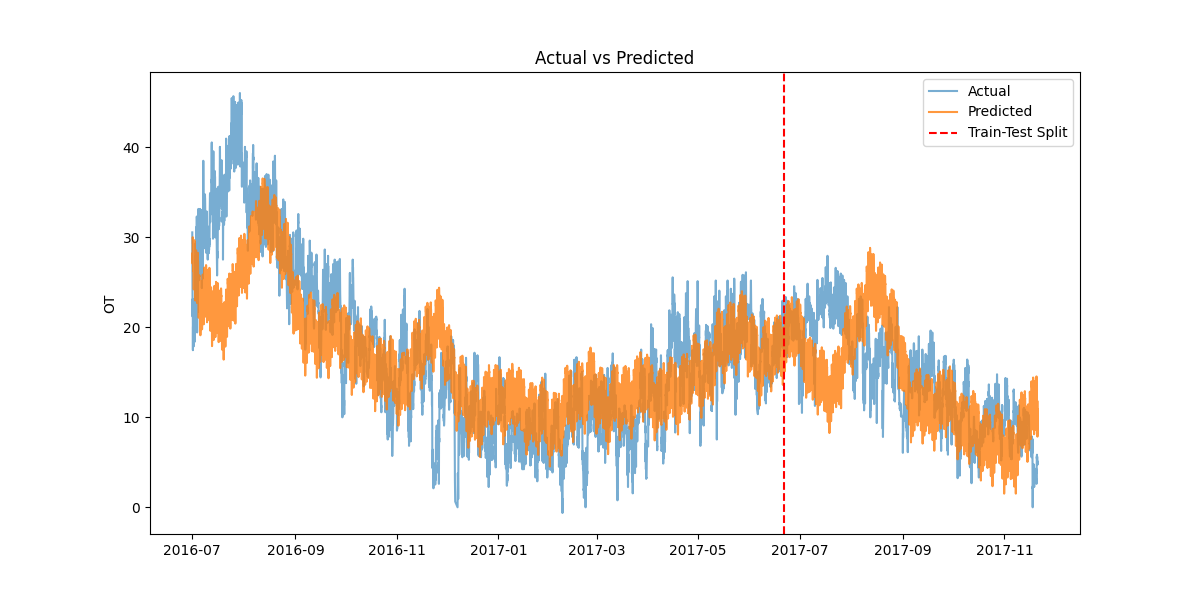 Actual vs Predicted
Actual
Predicted
Train-Test Split
OT
40
30
20
10
0
2016-07
2016-09
2016-11
2017-01
2017-03
2017-05
2017-07
2017-09
2017-11